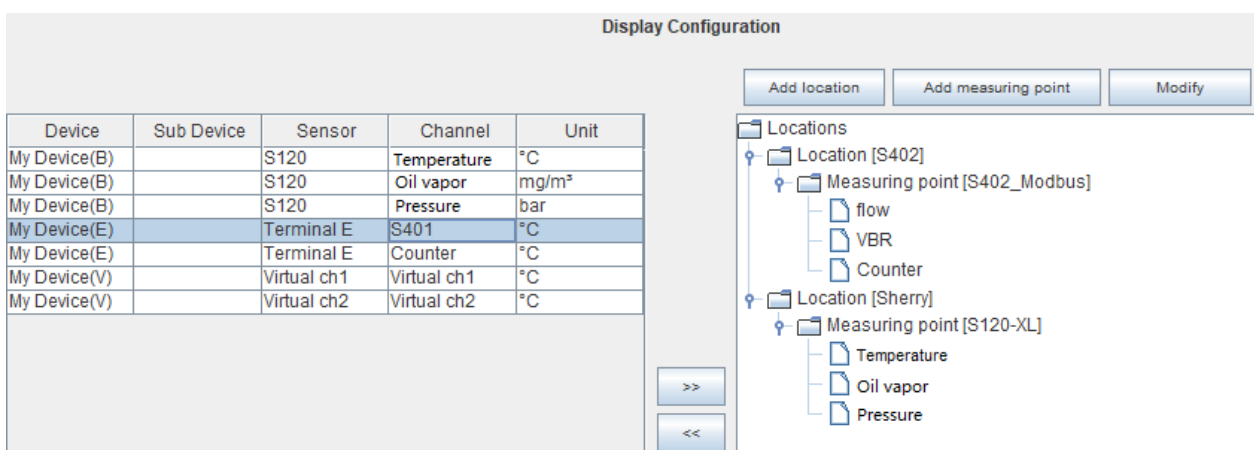 Display Configuration
Add location Add measuring point Modify
Device Sub Device Sensor Channel Unit
My Device(B) S120 Temperature °C
My Device(B) S120 Oil vapor mg/m³
My Device(B) S120 Pressure bar
My Device(E) Terminal E S401 °C
My Device(E) Terminal E Counter °C
My Device(V) Virtual ch1 Virtual ch1 °C
My Device(V) Virtual ch2 Virtual ch2 °C
>>
<<
Locations
Location [S402]
Measuring point [S402_Modbus]
flow
VBR
Counter
Location [Sherry]
Measuring point [S120-XL]
Temperature
Oil vapor
Pressure